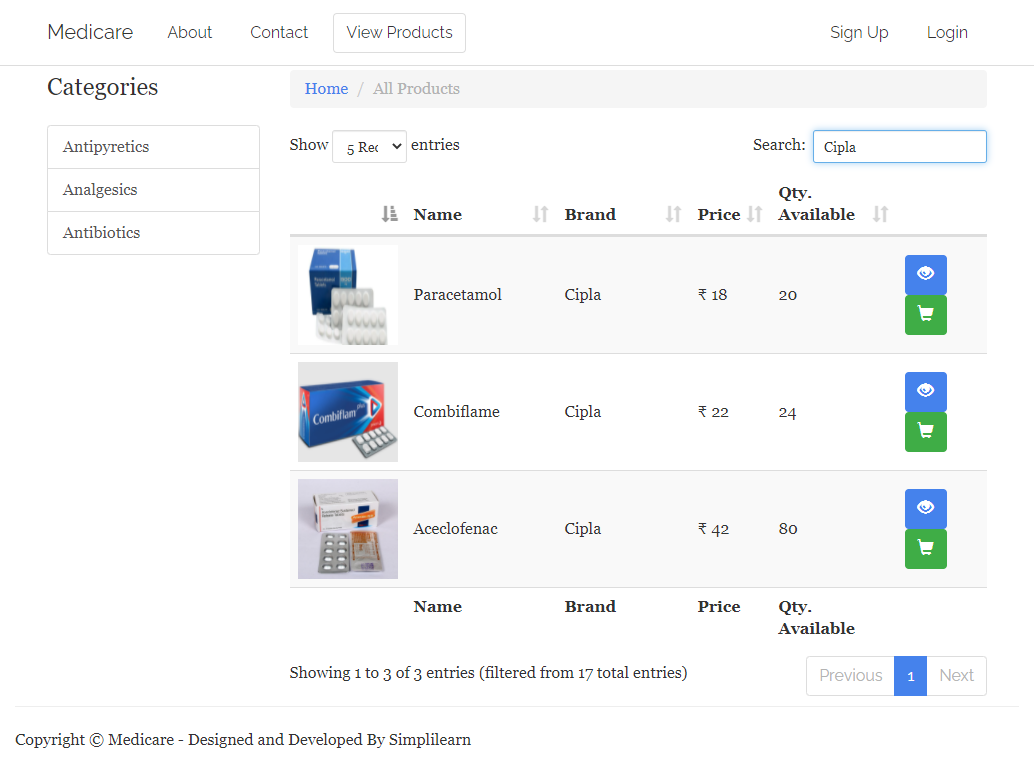 Medicare About Contact View Products Sign Up Login
Categories
Home / All Products
Antipyretics
Analgesics
Antibiotics
Show 5 Rec entries Search: Cipla
Name Brand Price Qty. Available
Paracetamol Cipla ₹ 18 20
Combiflam plus
Combiflame Cipla ₹ 22 24
Aceclofenac Cipla ₹ 42 80
Name Brand Price Qty. Available
Showing 1 to 3 of 3 entries (filtered from 17 total entries) Previous 1 Next
Copyright © Medicare - Designed and Developed By Simplilearn